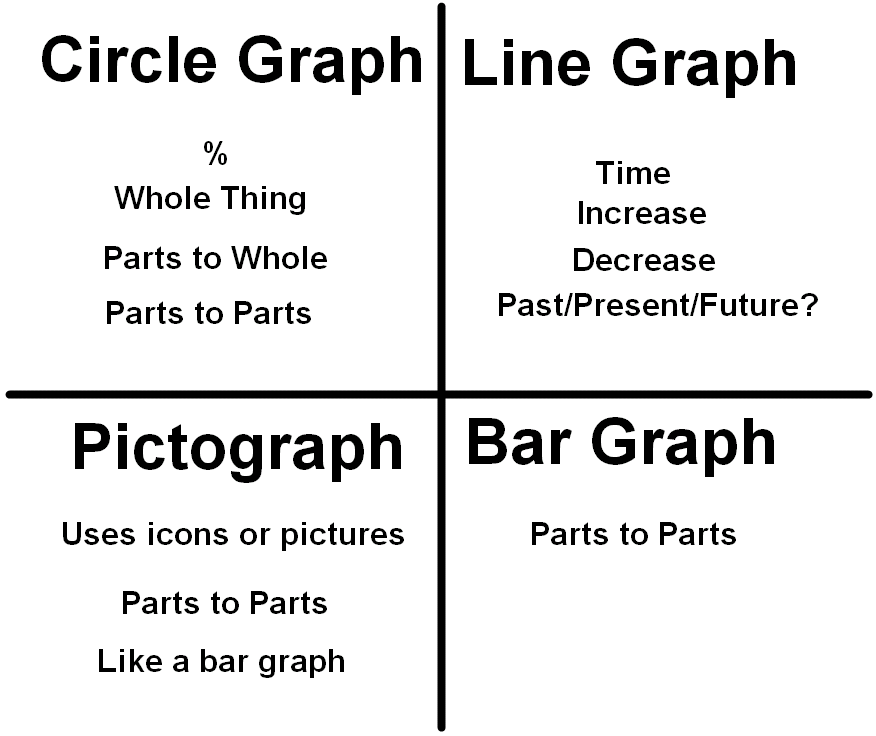 Circle Graph
%
Whole Thing
Parts to Whole
Parts to Parts
Line Graph
Time
Increase
Decrease
Past/Present/Future?
Pictograph
Uses icons or pictures
Parts to Parts
Like a bar graph
Bar Graph
Parts to Parts